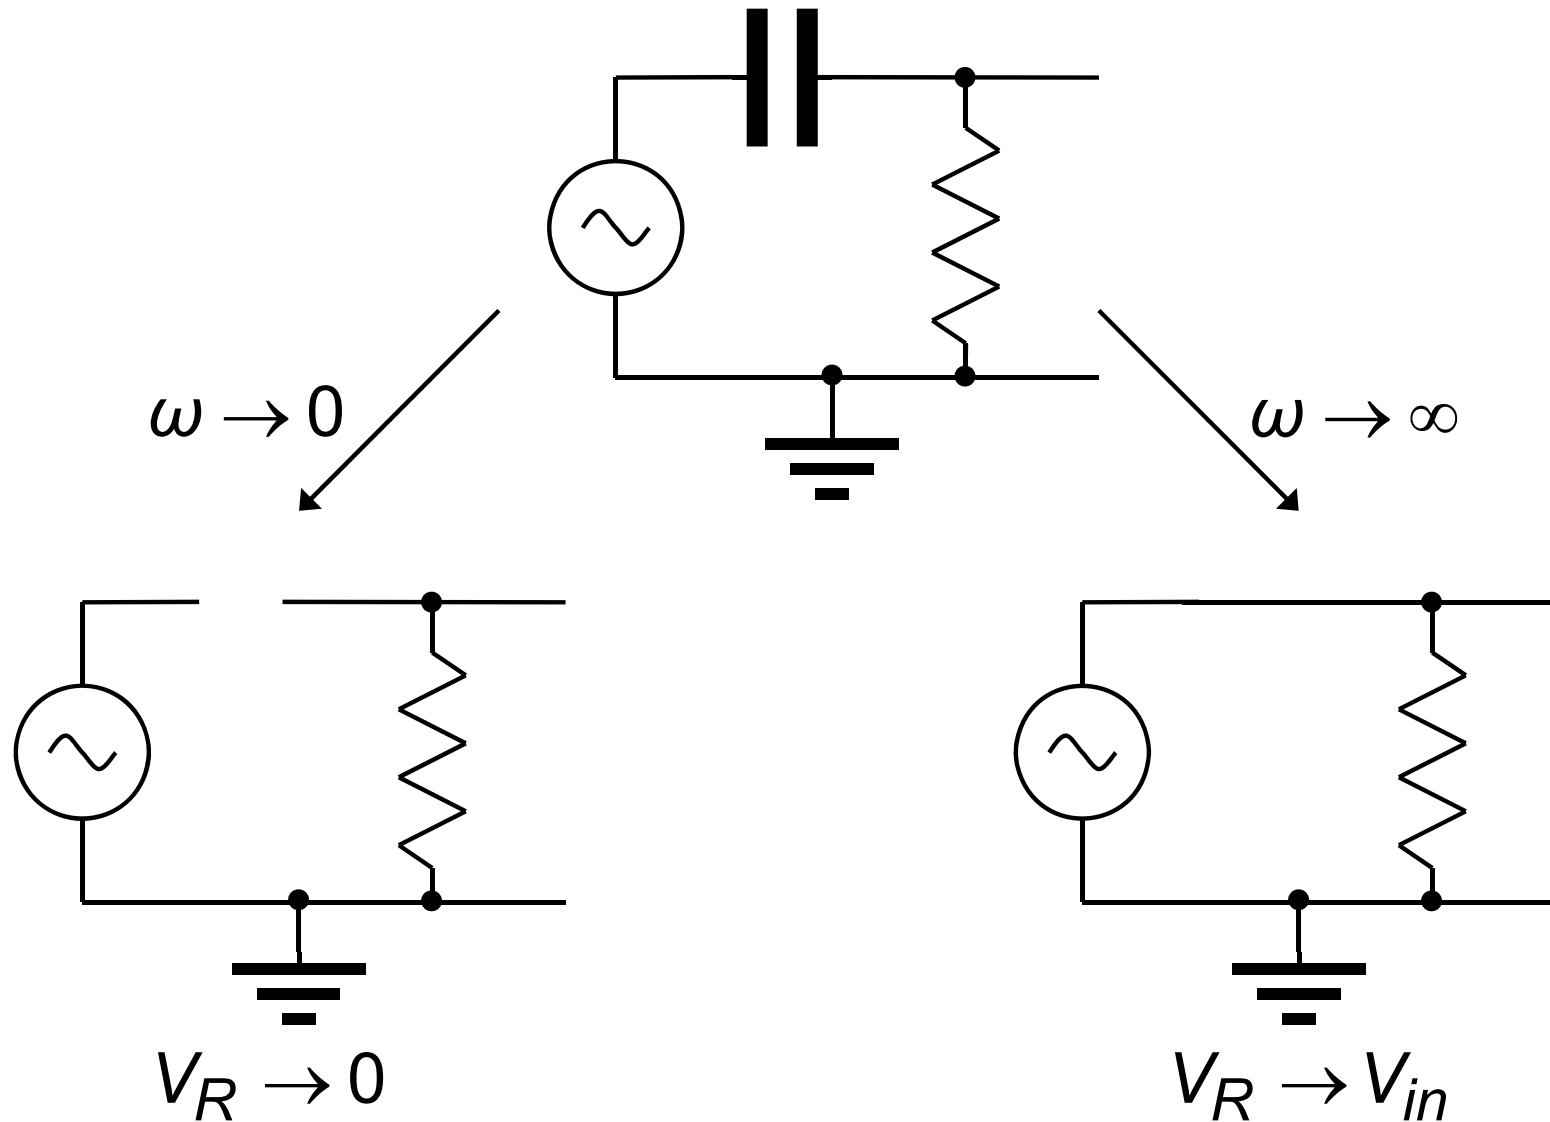 ω → 0
ω → ∞
V_R → 0
V_R → V_in